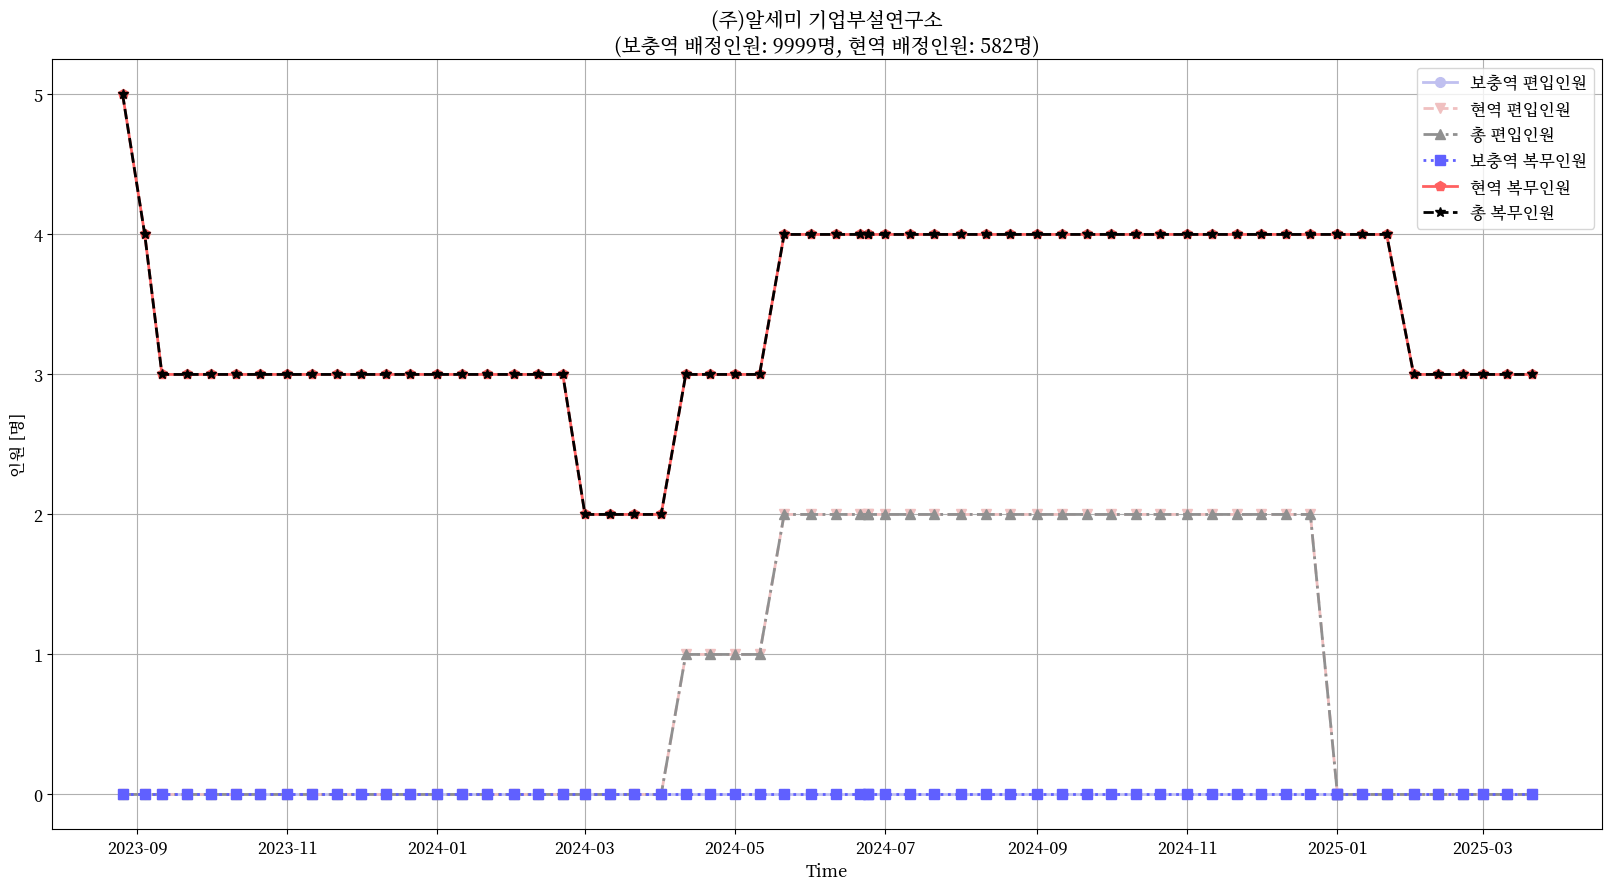 (주)알세미 기업부설연구소
(보충역 배정인원: 9999명, 현역 배정인원: 582명)
보충역 편입인원
현역 편입인원
총 편입인원
보충역 복무인원
현역 복무인원
총 복무인원
인원 [명]
5
4
3
2
1
0
2023-09 2023-11 2024-01 2024-03 2024-05 2024-07 2024-09 2024-11 2025-01 2025-03
Time